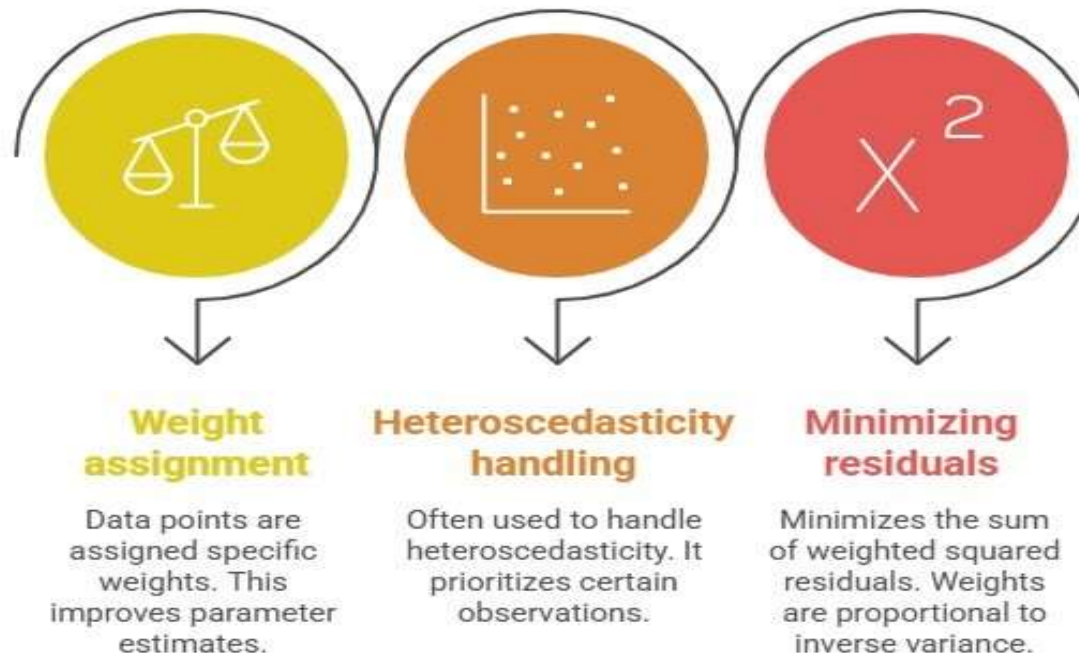 X 2
Weight
assignment
Data points are
assigned specific
weights. This
improves parameter
estimates.
Heteroscedasticity
handling
Often used to handle
heteroscedasticity. It
prioritizes certain
observations.
Minimizing
residuals
Minimizes the sum
of weighted squared
residuals. Weights
are proportional to
inverse variance.